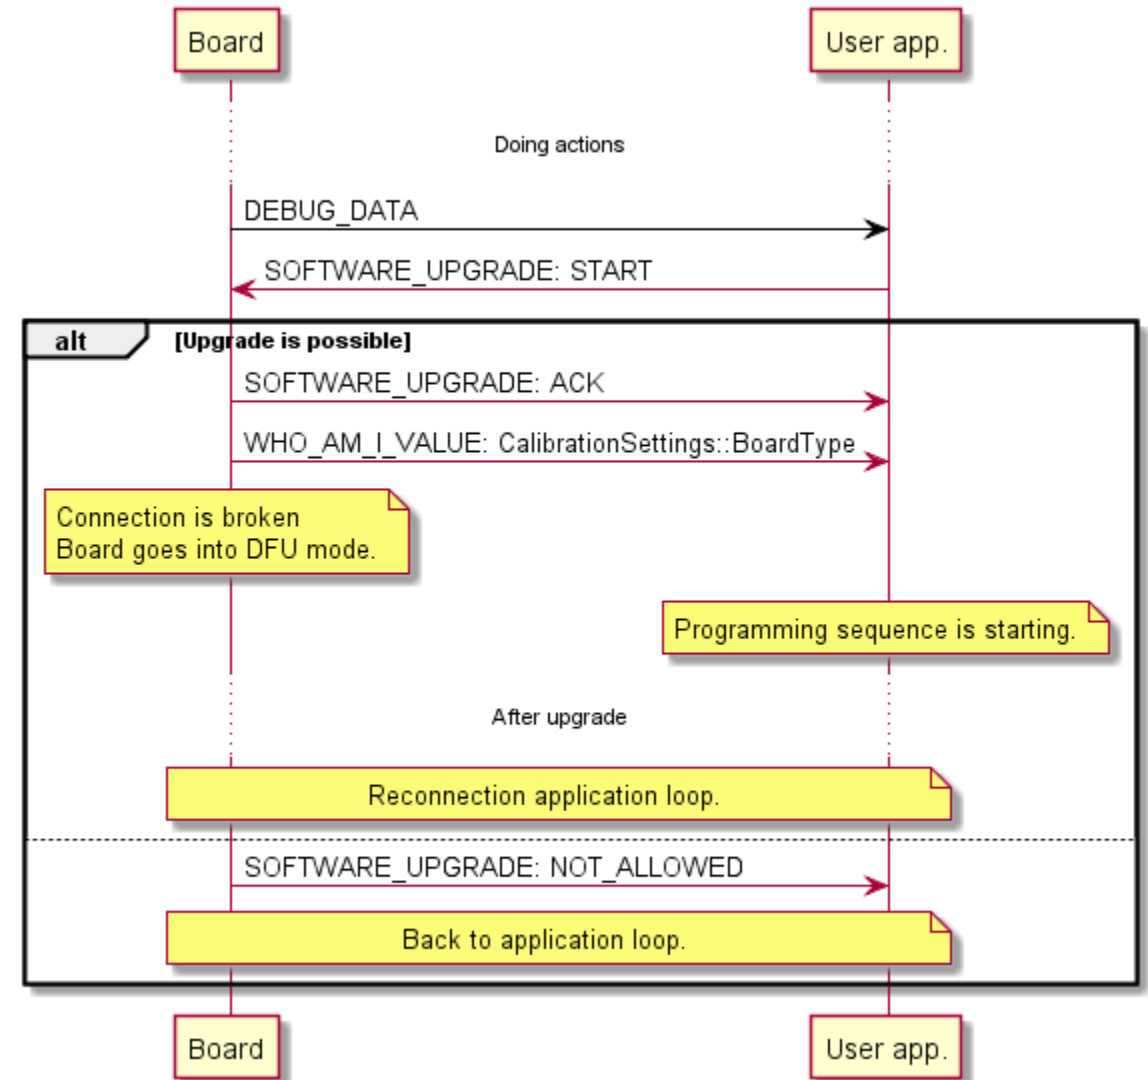 Board
User app.
Doing actions
DEBUG_DATA
SOFTWARE_UPGRADE: START
alt
[Upgrade is possible]
SOFTWARE_UPGRADE: ACK
WHO_AM_I_VALUE: CalibrationSettings::BoardType
Connection is broken
Board goes into DFU mode.
Programming sequence is starting.
After upgrade
Reconnection application loop.
SOFTWARE_UPGRADE: NOT_ALLOWED
Back to application loop.
Board
User app.